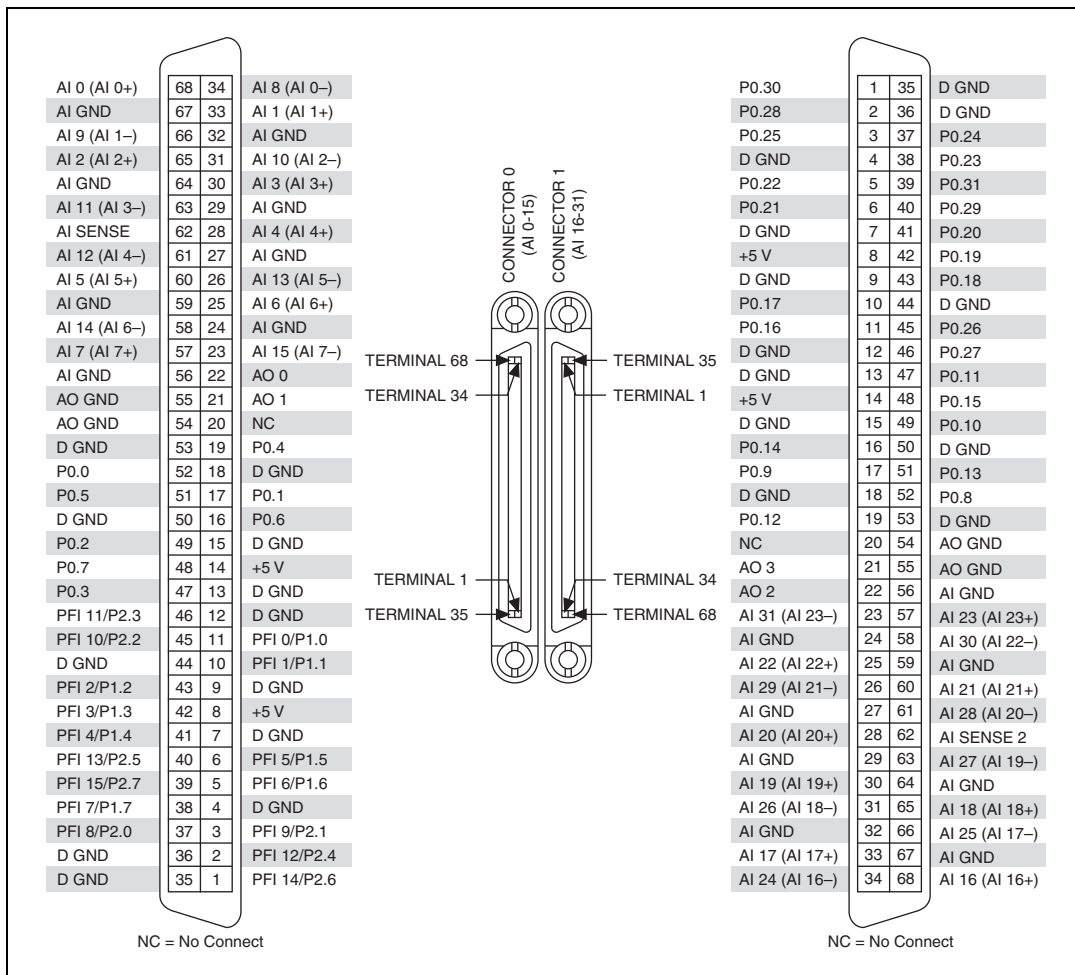 AI 0 (AI 0+) 68 34 AI 8 (AI 0–)
AI GND 67 33 AI 1 (AI 1+)
AI 9 (AI 1–) 66 32 AI GND
AI 2 (AI 2+) 65 31 AI 10 (AI 2–)
AI GND 64 30 AI 3 (AI 3+)
AI 11 (AI 3–) 63 29 AI GND
AI SENSE 62 28 AI 4 (AI 4+)
AI 12 (AI 4–) 61 27 AI GND
AI 5 (AI 5+) 60 26 AI 13 (AI 5–)
AI GND 59 25 AI 6 (AI 6+)
AI 14 (AI 6–) 58 24 AI GND
AI 7 (AI 7+) 57 23 AI 15 (AI 7–)
AI GND 56 22 AO 0
AO GND 55 21 AO 1
AO GND 54 20 NC
D GND 53 19 P0.4
P0.0 52 18 D GND
P0.5 51 17 P0.1
D GND 50 16 P0.6
P0.2 49 15 D GND
P0.7 48 14 +5 V
P0.3 47 13 D GND
PFI 11/P2.3 46 12 D GND
PFI 10/P2.2 45 11 PFI 0/P1.0
D GND 44 10 PFI 1/P1.1
PFI 2/P1.2 43 9 D GND
PFI 3/P1.3 42 8 +5 V
PFI 4/P1.4 41 7 D GND
PFI 13/P2.5 40 6 PFI 5/P1.5
PFI 15/P2.7 39 5 PFI 6/P1.6
PFI 7/P1.7 38 4 D GND
PFI 8/P2.0 37 3 PFI 9/P2.1
D GND 36 2 PFI 12/P2.4
D GND 35 1 PFI 14/P2.6
NC = No Connect
CONNECTOR 0
(AI 0-15)
CONNECTOR 1
(AI 16-31)
TERMINAL 68
TERMINAL 34
TERMINAL 35
TERMINAL 1
TERMINAL 1
TERMINAL 35
TERMINAL 34
TERMINAL 68
P0.30 1 35 D GND
P0.28 2 36 D GND
P0.25 3 37 P0.24
D GND 4 38 P0.23
P0.22 5 39 P0.31
P0.21 6 40 P0.29
D GND 7 41 P0.20
+5 V 8 42 P0.19
D GND 9 43 P0.18
P0.17 10 44 D GND
P0.16 11 45 P0.26
D GND 12 46 P0.27
D GND 13 47 P0.11
+5 V 14 48 P0.15
D GND 15 49 P0.10
P0.14 16 50 D GND
P0.9 17 51 P0.13
D GND 18 52 P0.8
P0.12 19 53 D GND
NC 20 54 AO GND
AO 3 21 55 AO GND
AO 2 22 56 AI GND
AI 31 (AI 23–) 23 57 AI 23 (AI 23+)
AI GND 24 58 AI 30 (AI 22–)
AI 22 (AI 22+) 25 59 AI GND
AI 29 (AI 21–) 26 60 AI 21 (AI 21+)
AI GND 27 61 AI 28 (AI 20–)
AI 20 (AI 20+) 28 62 AI SENSE 2
AI GND 29 63 AI 27 (AI 19–)
AI 19 (AI 19+) 30 64 AI GND
AI 26 (AI 18–) 31 65 AI 18 (AI 18+)
AI GND 32 66 AI 25 (AI 17–)
AI 17 (AI 17+) 33 67 AI GND
AI 24 (AI 16–) 34 68 AI 16 (AI 16+)
NC = No Connect